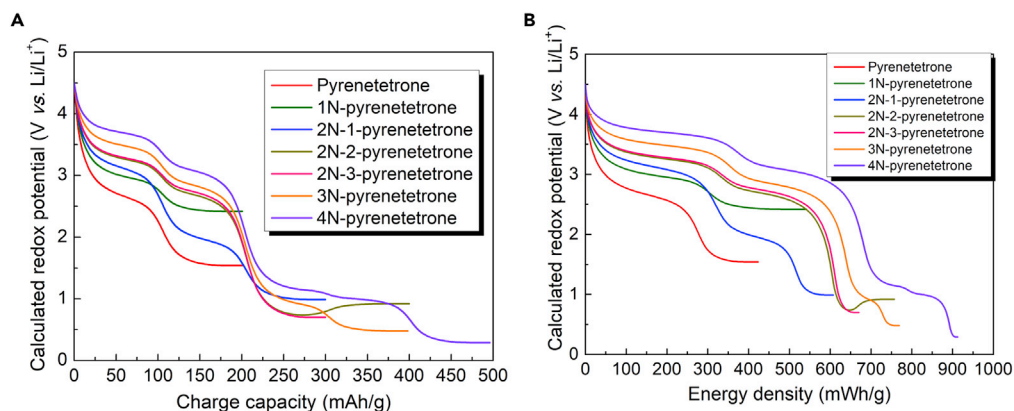 A
Calculated redox potential (V vs. Li/Li⁺)
5
4
3
2
1
0
Pyrenetetrone
1N-pyrenetetrone
2N-1-pyrenetetrone
2N-2-pyrenetetrone
2N-3-pyrenetetrone
3N-pyrenetetrone
4N-pyrenetetrone
0 50 100 150 200 250 300 350 400 450 500
Charge capacity (mAh/g)
B
Calculated redox potential (V vs. Li/Li⁺)
5
4
3
2
1
0
Pyrenetetrone
1N-pyrenetetrone
2N-1-pyrenetetrone
2N-2-pyrenetetrone
2N-3-pyrenetetrone
3N-pyrenetetrone
4N-pyrenetetrone
0 100 200 300 400 500 600 700 800 900 1000
Energy density (mWh/g)